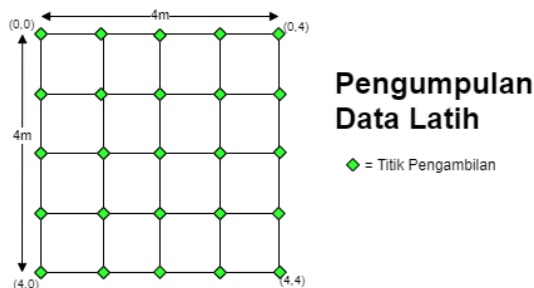 4m
(0,0)
(0,4)
4m
(4,0)
(4,4)
Pengumpulan
Data Latih
= Titik Pengambilan